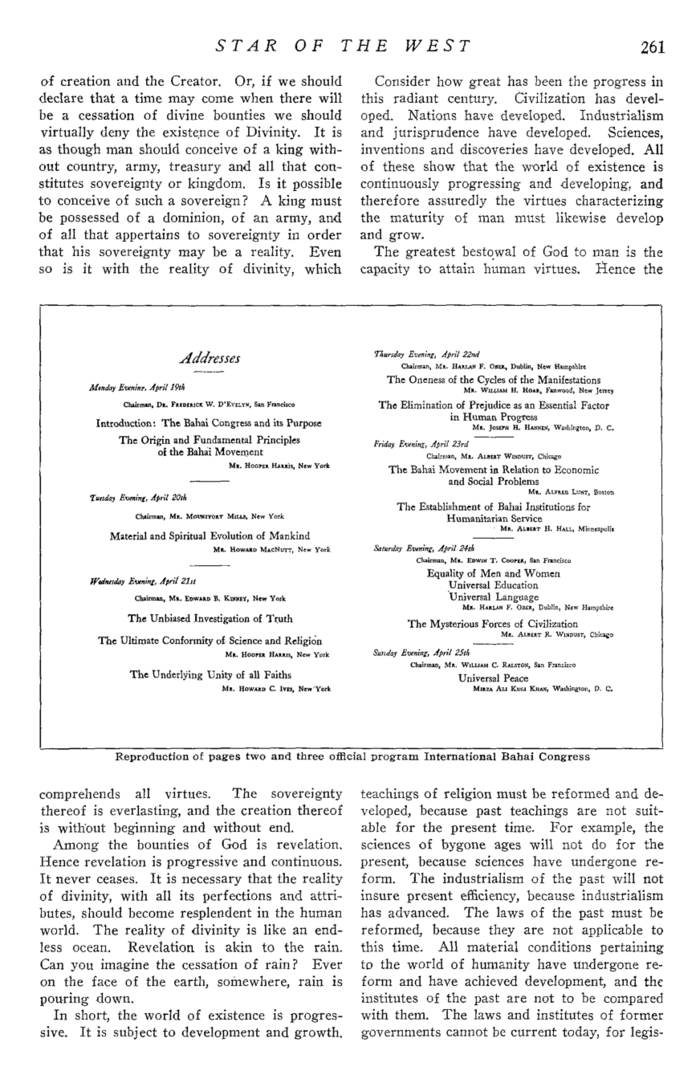 STAR OF THE WEST 261
of creation and the Creator. Or, if we should
declare that a time may come when there will
be a cessation of divine bounties we should
virtually deny the existence of Divinity. It is
as though man should conceive of a king with-
out country, army, treasury and all that con-
stitutes sovereignty or kingdom. Is it possible
to conceive of such a sovereign? A king must
be possessed of a dominion, of an army, and
of all that appertains to sovereignty in order
that his sovereignty may be a reality. Even
so is it with the reality of divinity, which
Consider how great has been the progress in
this radiant century. Civilization has devel-
oped. Nations have developed. Industrialism
and jurisprudence have developed. Sciences,
inventions and discoveries have developed. All
of these show that the world of existence is
continuously progressing and developing, and
therefore assuredly the virtues characterizing
the maturity of man must likewise develop
and grow.
The greatest bestowal of God to man is the
capacity to attain human virtues. Hence the
Addresses
Monday Evening, April 19th
Chairman, Dr. Frederick W. D'Evelyn, San Francisco
Introduction: The Bahai Congress and its Purpose
The Origin and Fundamental Principles
of the Bahai Movement
Mr. Hooper Harris, New York
Tuesday Evening, April 20th
Chairman, Mr. Mountfort Mills, New York
Material and Spiritual Evolution of Mankind
Mr. Howard MacNutt, New York
Wednesday Evening, April 21st
Chairman, Mr. Edward B. Kinney, New York
The Unbiased Investigation of Truth
The Ultimate Conformity of Science and Religion
Mr. Hooper Harris, New York
The Underlying Unity of all Faiths
Mr. Howard C. Ives, New York
Thursday Evening, April 22nd
Chairman, Mr. Harlan F. Ober, Dublin, New Hampshire
The Oneness of the Cycles of the Manifestations
Mr. William H. Hoar, Fanwood, New Jersey
The Elimination of Prejudice as an Essential Factor
in Human Progress
Mr. Joseph H. Hannen, Washington, D. C.
Friday Evening, April 23rd
Chairman, Mr. Albert Windust, Chicago
The Bahai Movement in Relation to Economic
and Social Problems
Mr. Alfred Lunt, Boston
The Establishment of Bahai Institutions for
Humanitarian Service
Mr. Albert H. Hall, Minneapolis
Saturday Evening, April 24th
Chairman, Mr. Edwin T. Cooper, San Francisco
Equality of Men and Women
Universal Education
Universal Language
Mr. Harlan F. Ober, Dublin, New Hampshire
The Mysterious Forces of Civilization
Mr. Albert R. Windust, Chicago
Sunday Evening, April 25th
Chairman, Mr. William C. Ralston, San Francisco
Universal Peace
Mirza Ali Kuli Khan, Washington, D. C.
Reproduction of pages two and three official program International Bahai Congress
comprehends all virtues. The sovereignty
thereof is everlasting, and the creation thereof
is without beginning and without end.
Among the bounties of God is revelation.
Hence revelation is progressive and continuous.
It never ceases. It is necessary that the reality
of divinity, with all its perfections and attri-
butes, should become resplendent in the human
world. The reality of divinity is like an end-
less ocean. Revelation is akin to the rain.
Can you imagine the cessation of rain? Ever
on the face of the earth, somewhere, rain is
pouring down.
In short, the world of existence is progres-
sive. It is subject to development and growth.
teachings of religion must be reformed and de-
veloped, because past teachings are not suit-
able for the present time. For example, the
sciences of bygone ages will not do for the
present, because sciences have undergone re-
form. The industrialism of the past will not
insure present efficiency, because industrialism
has advanced. The laws of the past must be
reformed, because they are not applicable to
this time. All material conditions pertaining
to the world of humanity have undergone re-
form and have achieved development, and the
institutes of the past are not to be compared
with them. The laws and institutes of former
governments cannot be current today, for legis-